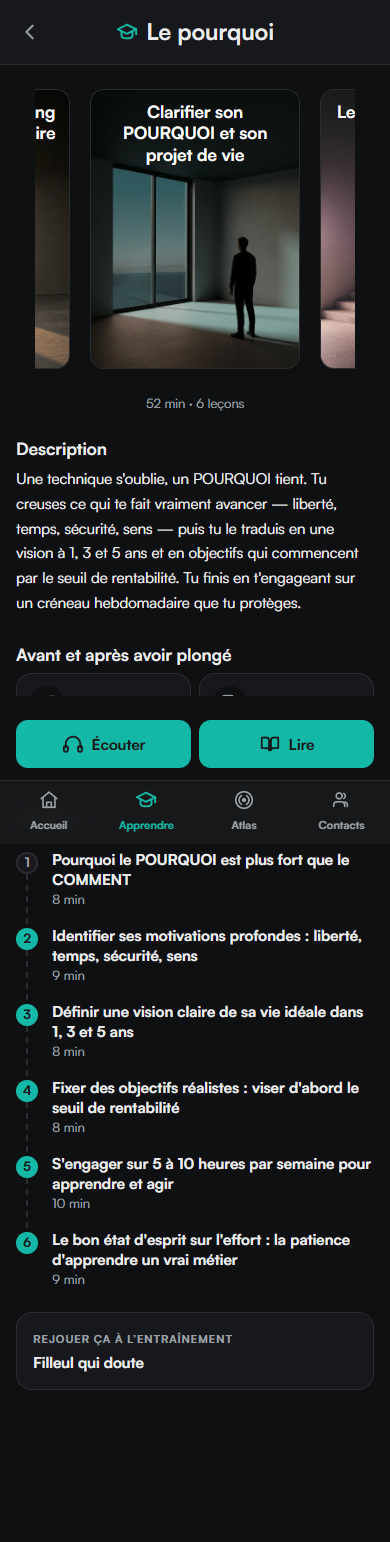 Le pourquoi
ng
ire
Clarifier son
POURQUOI et son
projet de vie
Le
52 min · 6 leçons
Description
Une technique s'oublie, un POURQUOI tient. Tu
creuses ce qui te fait vraiment avancer — liberté,
temps, sécurité, sens — puis tu le traduis en une
vision à 1, 3 et 5 ans et en objectifs qui commencent
par le seuil de rentabilité. Tu finis en t'engageant sur
un créneau hebdomadaire que tu protèges.
Avant et après avoir plongé
Écouter
Lire
Accueil
Apprendre
Atlas
Contacts
1
Pourquoi le POURQUOI est plus fort que le
COMMENT
8 min
2
Identifier ses motivations profondes : liberté,
temps, sécurité, sens
9 min
3
Définir une vision claire de sa vie idéale dans
1, 3 et 5 ans
8 min
4
Fixer des objectifs réalistes : viser d'abord le
seuil de rentabilité
8 min
5
S'engager sur 5 à 10 heures par semaine pour
apprendre et agir
10 min
6
Le bon état d'esprit sur l'effort : la patience
d'apprendre un vrai métier
9 min
REJOUER ÇA À L'ENTRAÎNEMENT
Filleul qui doute